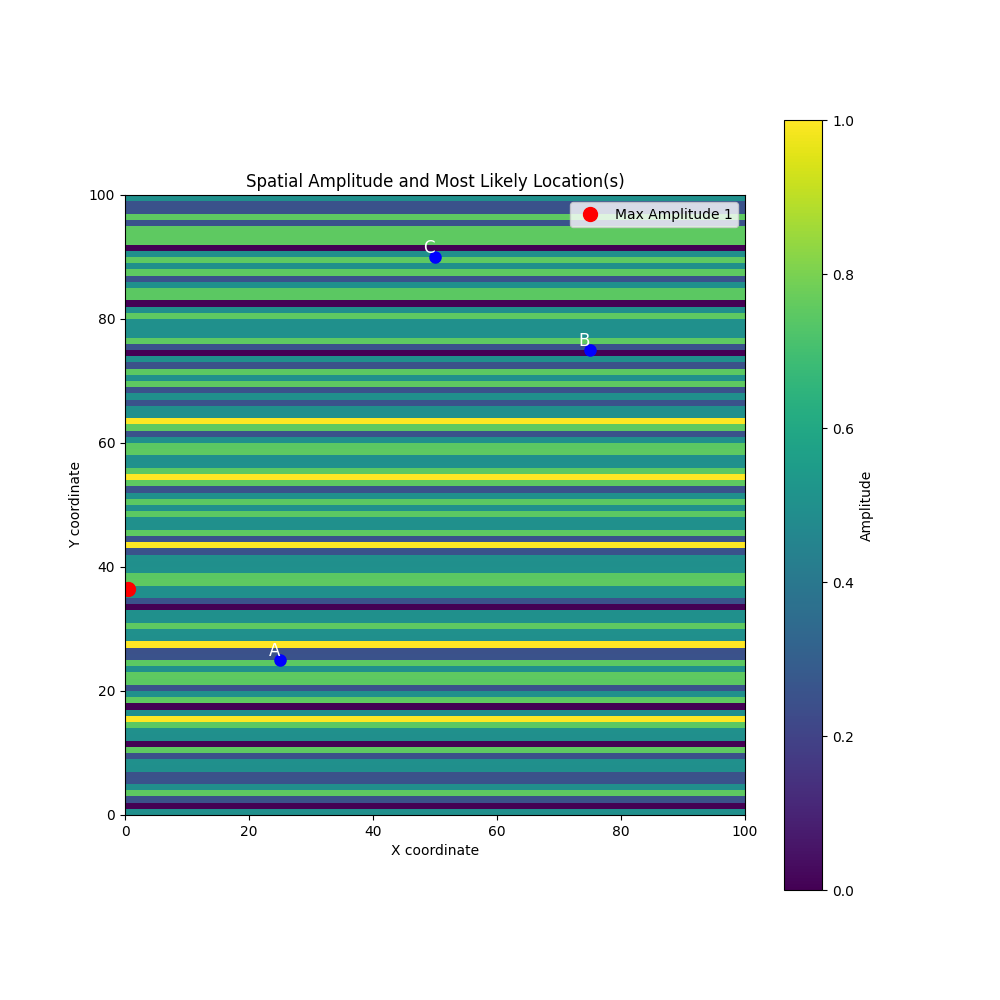 Spatial Amplitude and Most Likely Location(s)
Max Amplitude 1
C
B
A
100
80
60
40
20
0
Y coordinate
0 20 40 60 80 100
X coordinate
1.0
0.8
0.6
0.4
0.2
0.0
Amplitude